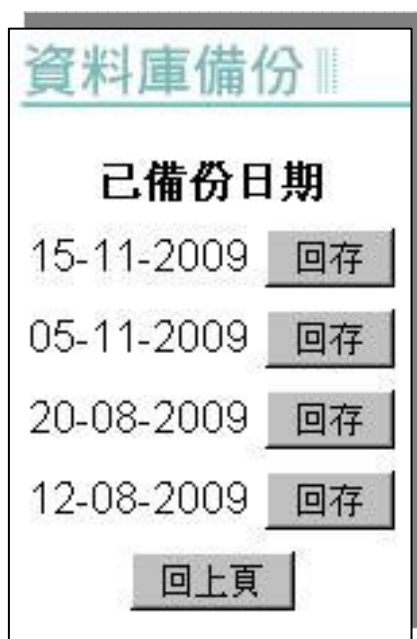 資料庫備份
已備份日期
15-11-2009 回存
05-11-2009 回存
20-08-2009 回存
12-08-2009 回存
回上頁